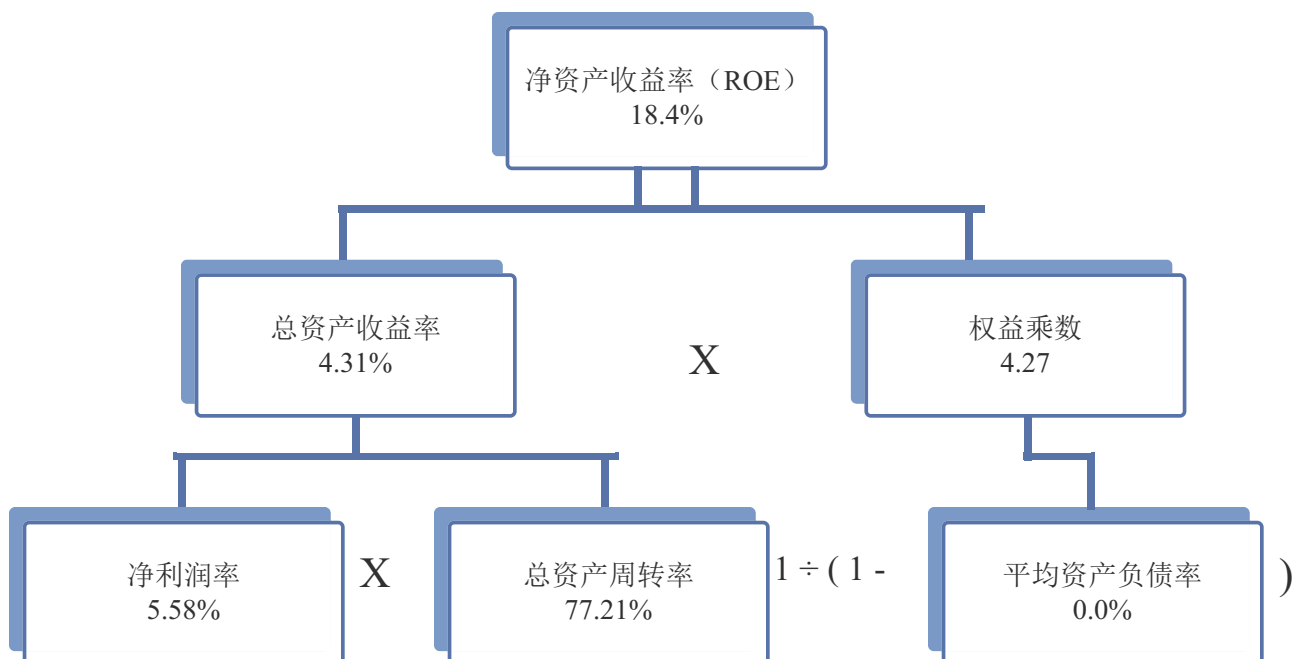 净资产收益率（ROE）
18.4%
总资产收益率
4.31%
X
权益乘数
4.27
净利润率
5.58%
X
总资产周转率
77.21%
1 ÷ ( 1 -
平均资产负债率
0.0%
)